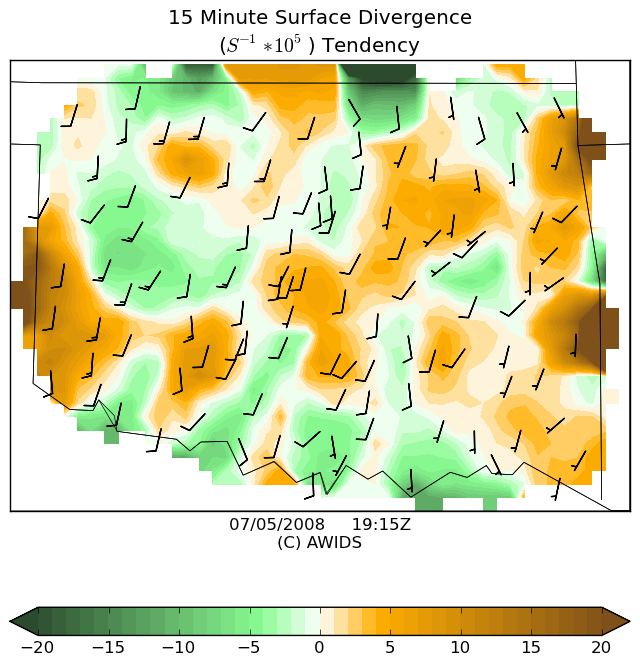 15 Minute Surface Divergence
(S⁻¹ * 10⁵ ) Tendency
07/05/2008 19:15Z
(C) AWIDS
−20 −15 −10 −5 0 5 10 15 20